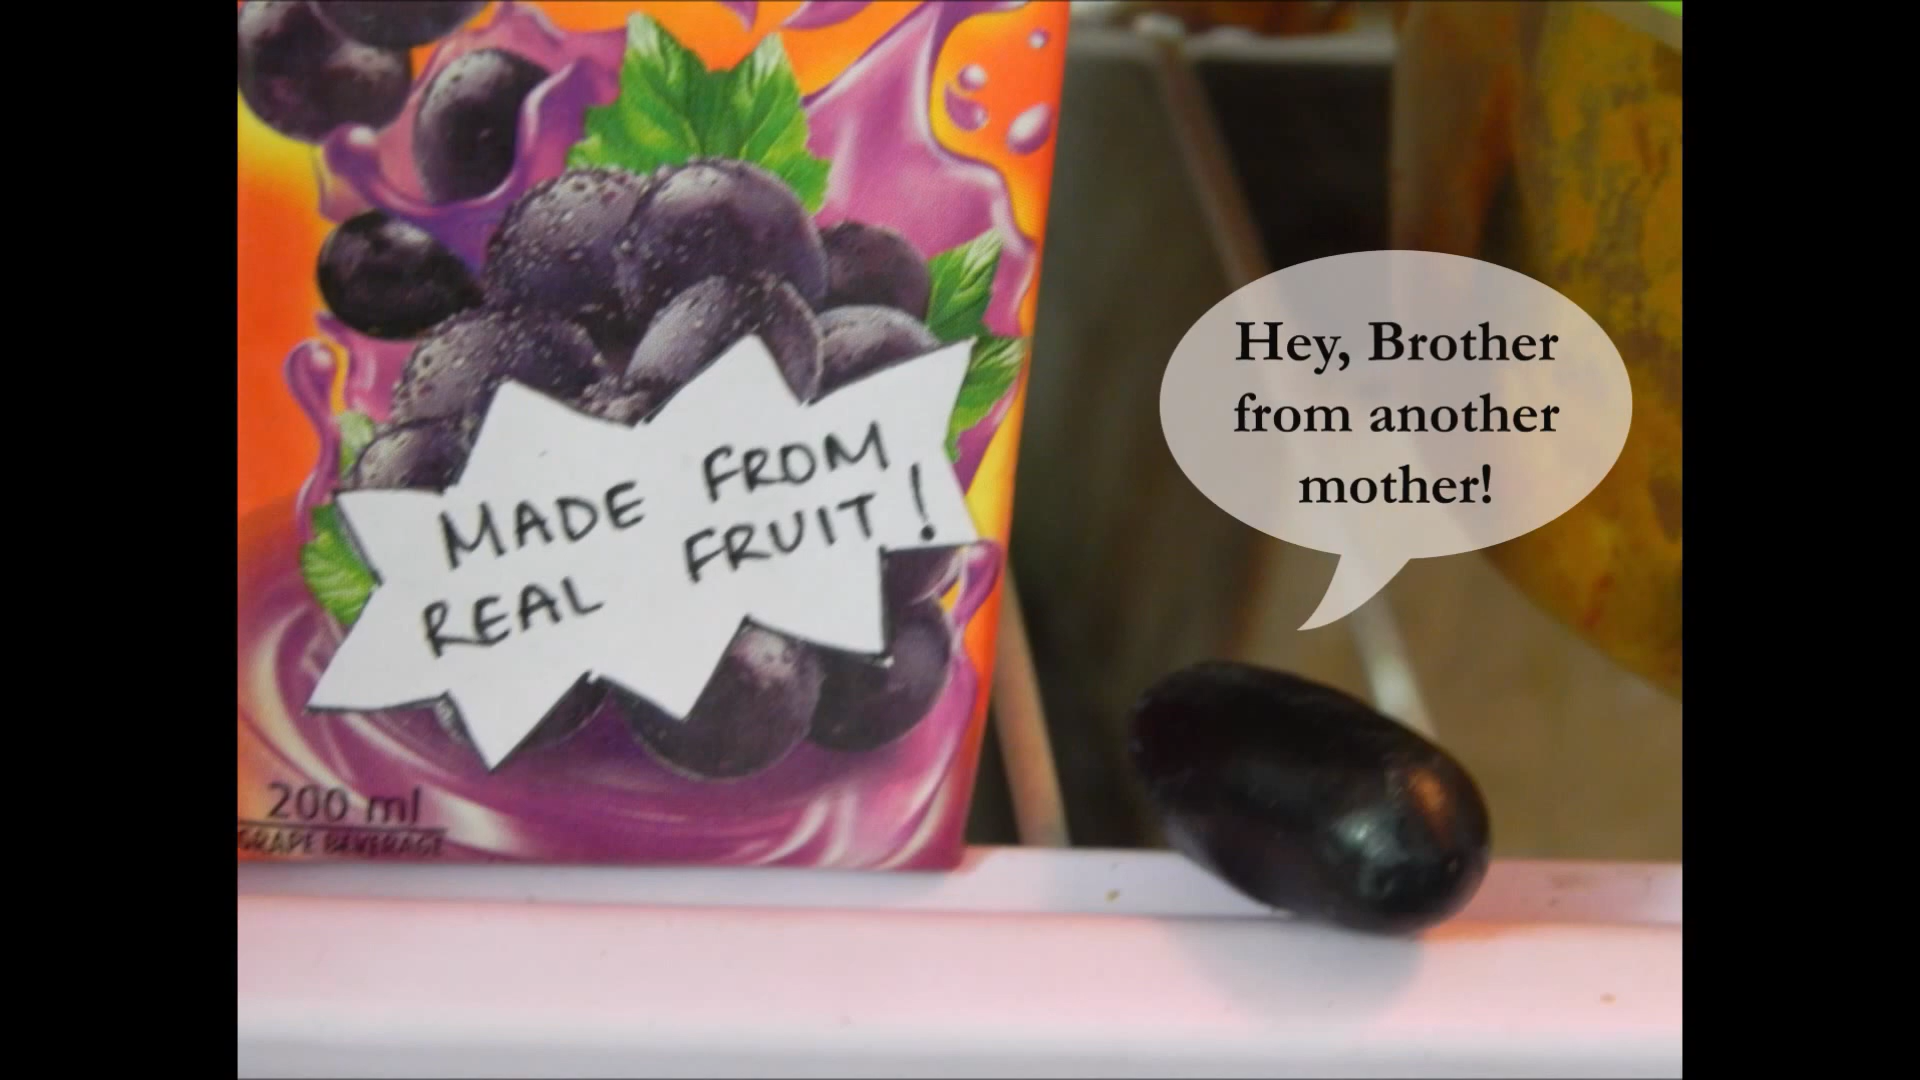 MADE FROM
REAL FRUIT!
200 ml
GRAPE BEVERAGE
Hey, Brother
from another
mother!